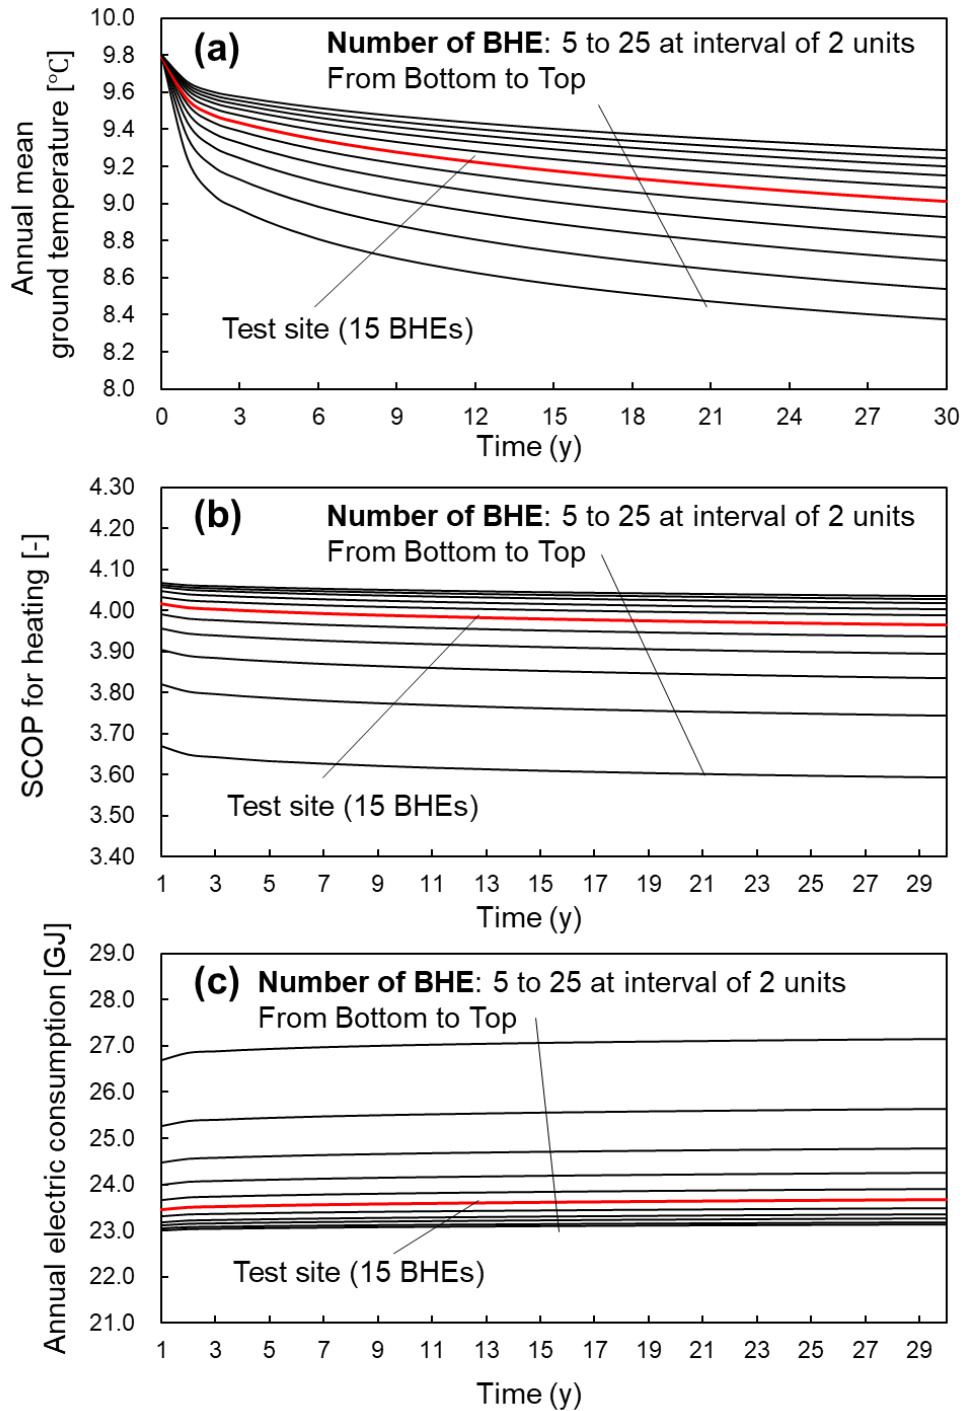 (a)
Number of BHE: 5 to 25 at interval of 2 units
From Bottom to Top
Annual mean
ground temperature [℃]
10.0
9.8
9.6
9.4
9.2
9.0
8.8
8.6
8.4
8.2
8.0
Test site (15 BHEs)
0 3 6 9 12 15 18 21 24 27 30
Time (y)
(b)
Number of BHE: 5 to 25 at interval of 2 units
From Bottom to Top
SCOP for heating [-]
4.30
4.20
4.10
4.00
3.90
3.80
3.70
3.60
3.50
3.40
Test site (15 BHEs)
1 3 5 7 9 11 13 15 17 19 21 23 25 27 29
Time (y)
(c)
Number of BHE: 5 to 25 at interval of 2 units
From Bottom to Top
Annual electric consumption [GJ]
29.0
28.0
27.0
26.0
25.0
24.0
23.0
22.0
21.0
Test site (15 BHEs)
1 3 5 7 9 11 13 15 17 19 21 23 25 27 29
Time (y)